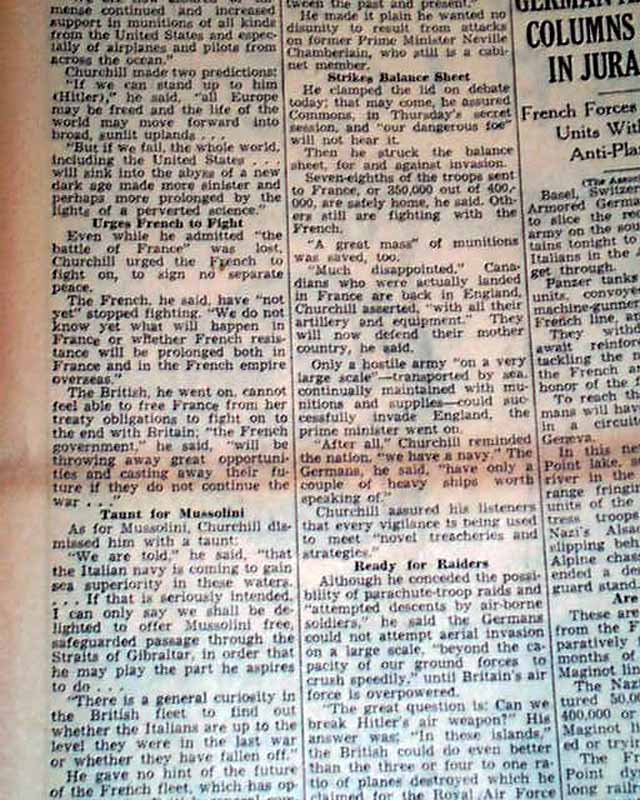 mense continued and increased
support in munitions of all kinds
from the United States and espec-
ially of airplanes and pilots from
across the ocean."
Churchill made two predictions:
"If we can stand up to him
(Hitler)," he said, "all Europe
may be freed and the life of the
world may move forward into
broad, sunlit uplands . . .
"But if we fail, the whole world,
including the United States . . .
will sink into the abyss of a new
dark age made more sinister and
perhaps more prolonged by the
lights of a perverted science."
Urges French to Fight
Even while he admitted "the
battle of France" was lost,
Churchill urged the French to
fight on, to sign no separate
peace.
The French, he said, have "not
yet" stopped fighting. "We do not
know yet what will happen in
France or whether French resis-
tance will be prolonged both in
France and in the French empire
overseas."
The British, he went on, cannot
feel able to free France from her
treaty obligations to fight on to
the end with Britain; "the French
government," he said, "will be
throwing away great opportuni-
ties and casting away their fu-
ture if they do not continue the
war . . ."
Taunt for Mussolini
As for Mussolini, Churchill dis-
missed him with a taunt:
"We are told," he said, "that
the Italian navy is coming to gain
sea superiority in these waters.
. . . If that is seriously intended,
I can only say we shall be de-
lighted to offer Mussolini free,
safeguarded passage through the
Straits of Gibraltar, in order that
he may play the part he aspires
to do . . .
"There is a general curiosity in
the British fleet to find out
whether the Italians are up to the
level they were in the last war
or whether they have fallen off."
He gave no hint of the future
of the French fleet, which has op-
tween the past and present."
He made it plain he wanted no
disunity to result from attacks
on former Prime Minister Neville
Chamberlain, who still is a cabi-
net member.
Strikes Balance Sheet
He clamped the lid on debate
today; that may come, he assured
Commons, in Thursday's secret
session, and "our dangerous foe"
will not hear it.
Then he struck the balance
sheet, for and against invasion.
Seven-eighths of the troops sent
to France, or 350,000 out of 400,-
000, are safely home, he said. Oth-
ers still are fighting with the
French.
"A great mass" of munitions
was saved, too.
"Much disappointed," Cana-
dians who were actually landed
in France are back in England,
Churchill asserted, "with all their
artillery and equipment." They
will now defend their mother
country, he said.
Only a hostile army "on a very
large scale"—transported by sea,
continually maintained with mu-
nitions and supplies—could suc-
cessfully invade England, the
prime minister went on.
"After all," Churchill reminded
the nation, "we have a navy." The
Germans, he said, "have only a
couple of heavy ships worth
speaking of."
Churchill assured his listeners
that every vigilance is being used
to meet "novel treacheries and
strategies."
Ready for Raiders
Although he conceded the possi-
bility of parachute-troop raids and
"attempted descents by air-borne
soldiers," he said the Germans
could not attempt aerial invasion
on a large scale, "beyond the ca-
pacity of our ground forces to
crush speedily," until Britain's air
force is overpowered.
"The great question is: Can we
break Hitler's air weapon?" His
answer was: "In these islands,"
the British could do even better
than the three or four to one ra-
tio of planes destroyed which he
claimed for the Royal Air Force
GERMAN
COLUMNS
IN JURA
French Forces
Units With
Anti-Pla
(The Asso
Basel, Switzer
Armored Germa
to slice the re
army on the sou
tains tonight to
Italians in the
get through.
Panzer tanks
units, convoye
machine-gunne
French line, an
They with
await reinfor
tackling the
the French ar
honor of the
To reach th
mans will hav
in a circuit
Geneva.
In this ne
Point lake, s
river in the
range fringi
units of the
tress troops
Nazi's Alsa
slipping beh
Alpine chas
ended a de
guard stand
Are
These are
from the F
paratively
months of
Maginot li
The Naz
tured 50,0
400,000 or
Maginot
ed or tryi
The Fr
Point dy
long rail